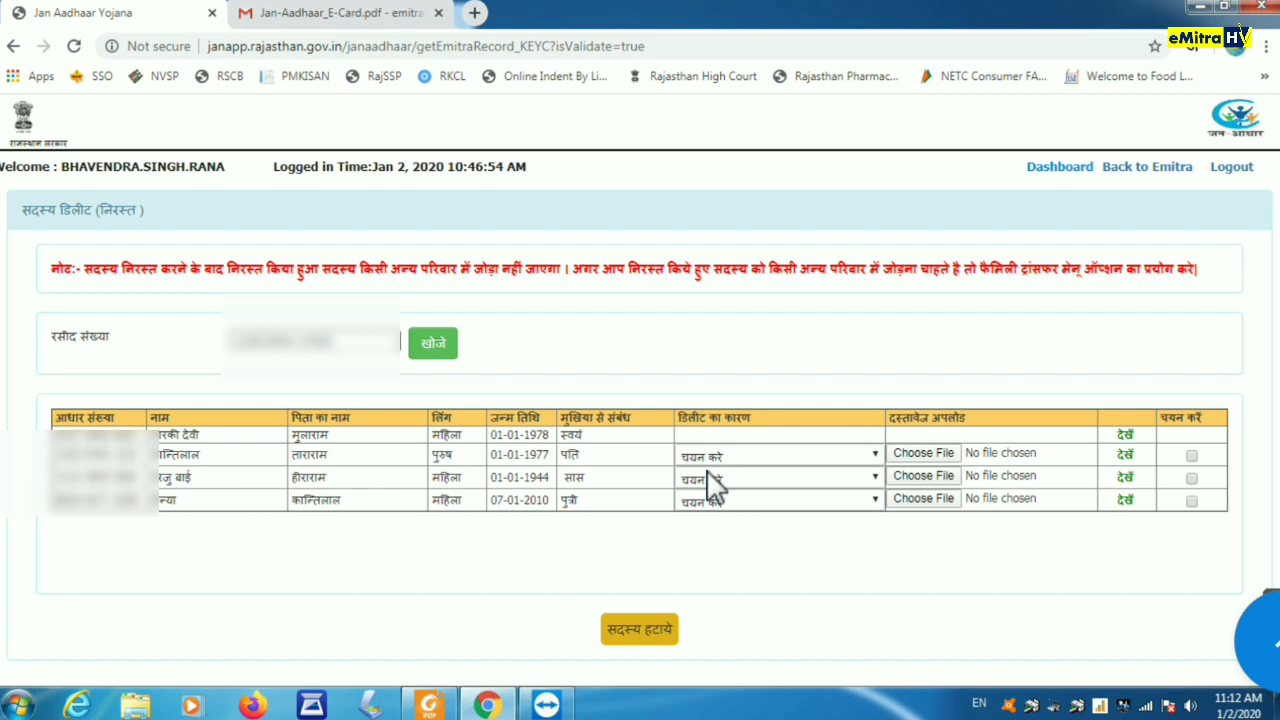 Jan Aadhaar Yojana
Jan-Aadhaar_E-Card.pdf - emitra
Not secure janapp.rajasthan.gov.in/janaadhaar/getEmitraRecord_KEYC?isValidate=true
eMitra HV
Apps SSO NVSP RSCB PMKISAN RajSSP RKCL Online Indent By Li... Rajasthan High Court Rajasthan Pharmac... NETC Consumer FA... Welcome to Food L... »
राजस्थान सरकार
जन-आधार
Welcome : BHAVENDRA.SINGH.RANA Logged in Time:Jan 2, 2020 10:46:54 AM Dashboard Back to Emitra Logout
सदस्य डिलीट (निरस्त )
नोट:- सदस्य निरस्त करने के बाद निरस्त किया हुआ सदस्य किसी अन्य परिवार में जोड़ा नहीं जाएगा । अगर आप निरस्त किये हुए सदस्य को किसी अन्य परिवार में जोड़ना चाहते है तो फैमिली ट्रांसफर मेनू ऑप्शन का प्रयोग करे|
रसीद संख्या
खोजे
आधार संख्या नाम पिता का नाम लिंग जन्म तिथि मुखिया से संबंध डिलीट का कारण दस्तावेज अपलोड चयन करें
रकी देवी मुलाराम महिला 01-01-1978 स्वयं देखें
न्तिलाल ताराराम पुरुष 01-01-1977 पति चयन करे Choose File No file chosen देखें
जु बाई हीराराम महिला 01-01-1944 सास चयन करे Choose File No file chosen देखें
न्या कान्तिलाल महिला 07-01-2010 पुत्री चयन करे Choose File No file chosen देखें
सदस्य हटाये
EN
11:12 AM
1/2/2020